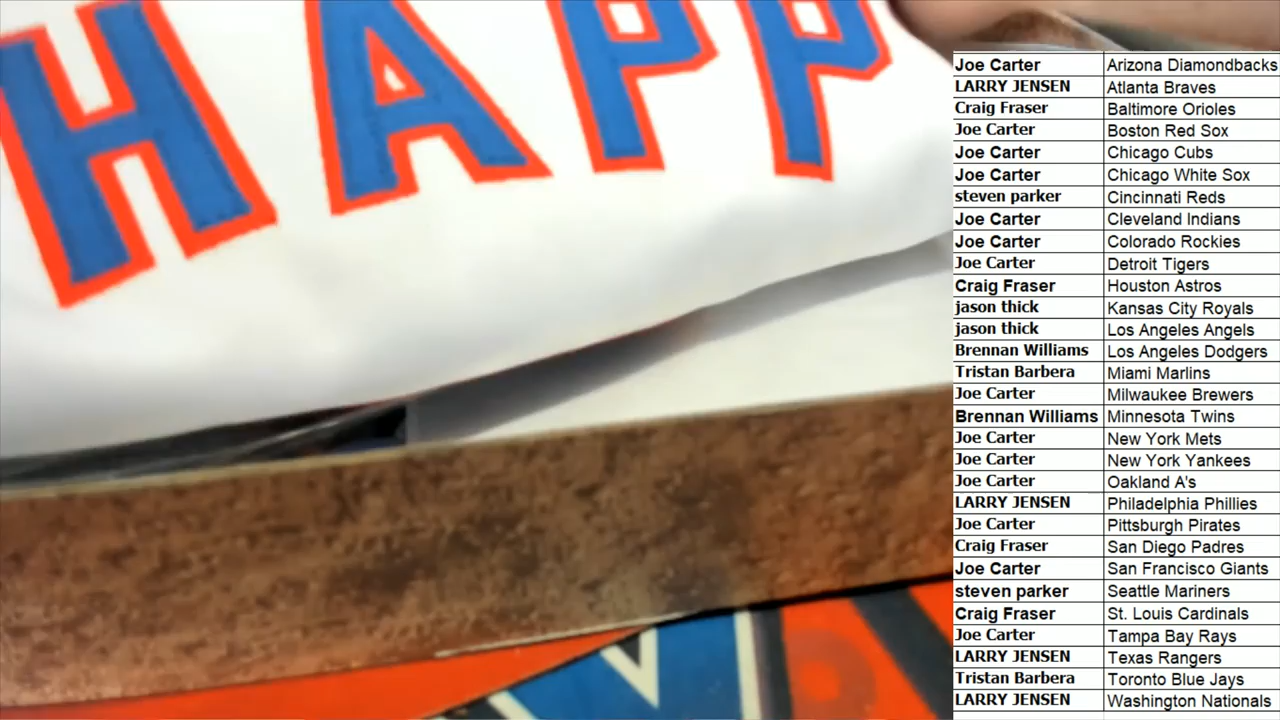 HAPP
Joe Carter Arizona Diamondbacks
LARRY JENSEN Atlanta Braves
Craig Fraser Baltimore Orioles
Joe Carter Boston Red Sox
Joe Carter Chicago Cubs
Joe Carter Chicago White Sox
steven parker Cincinnati Reds
Joe Carter Cleveland Indians
Joe Carter Colorado Rockies
Joe Carter Detroit Tigers
Craig Fraser Houston Astros
jason thick Kansas City Royals
jason thick Los Angeles Angels
Brennan Williams Los Angeles Dodgers
Tristan Barbera Miami Marlins
Joe Carter Milwaukee Brewers
Brennan Williams Minnesota Twins
Joe Carter New York Mets
Joe Carter New York Yankees
Joe Carter Oakland A's
LARRY JENSEN Philadelphia Phillies
Joe Carter Pittsburgh Pirates
Craig Fraser San Diego Padres
Joe Carter San Francisco Giants
steven parker Seattle Mariners
Craig Fraser St. Louis Cardinals
Joe Carter Tampa Bay Rays
LARRY JENSEN Texas Rangers
Tristan Barbera Toronto Blue Jays
LARRY JENSEN Washington Nationals